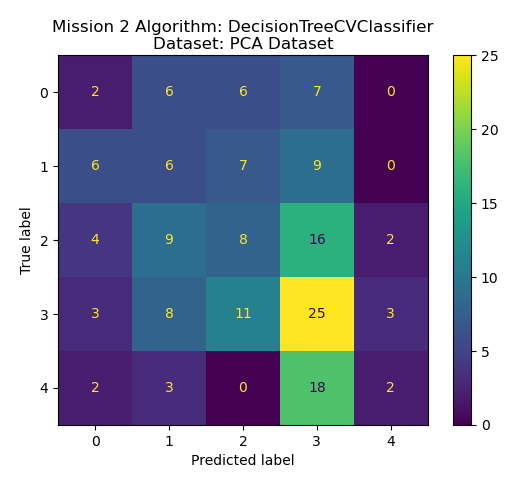 Mission 2 Algorithm: DecisionTreeCVClassifier
Dataset: PCA Dataset
25
0 2 6 6 7 0
20
1 6 6 7 9 0
15
2 4 9 8 16 2
True label
10
3 3 8 11 25 3
5
4 2 3 0 18 2
0
0 1 2 3 4
Predicted label